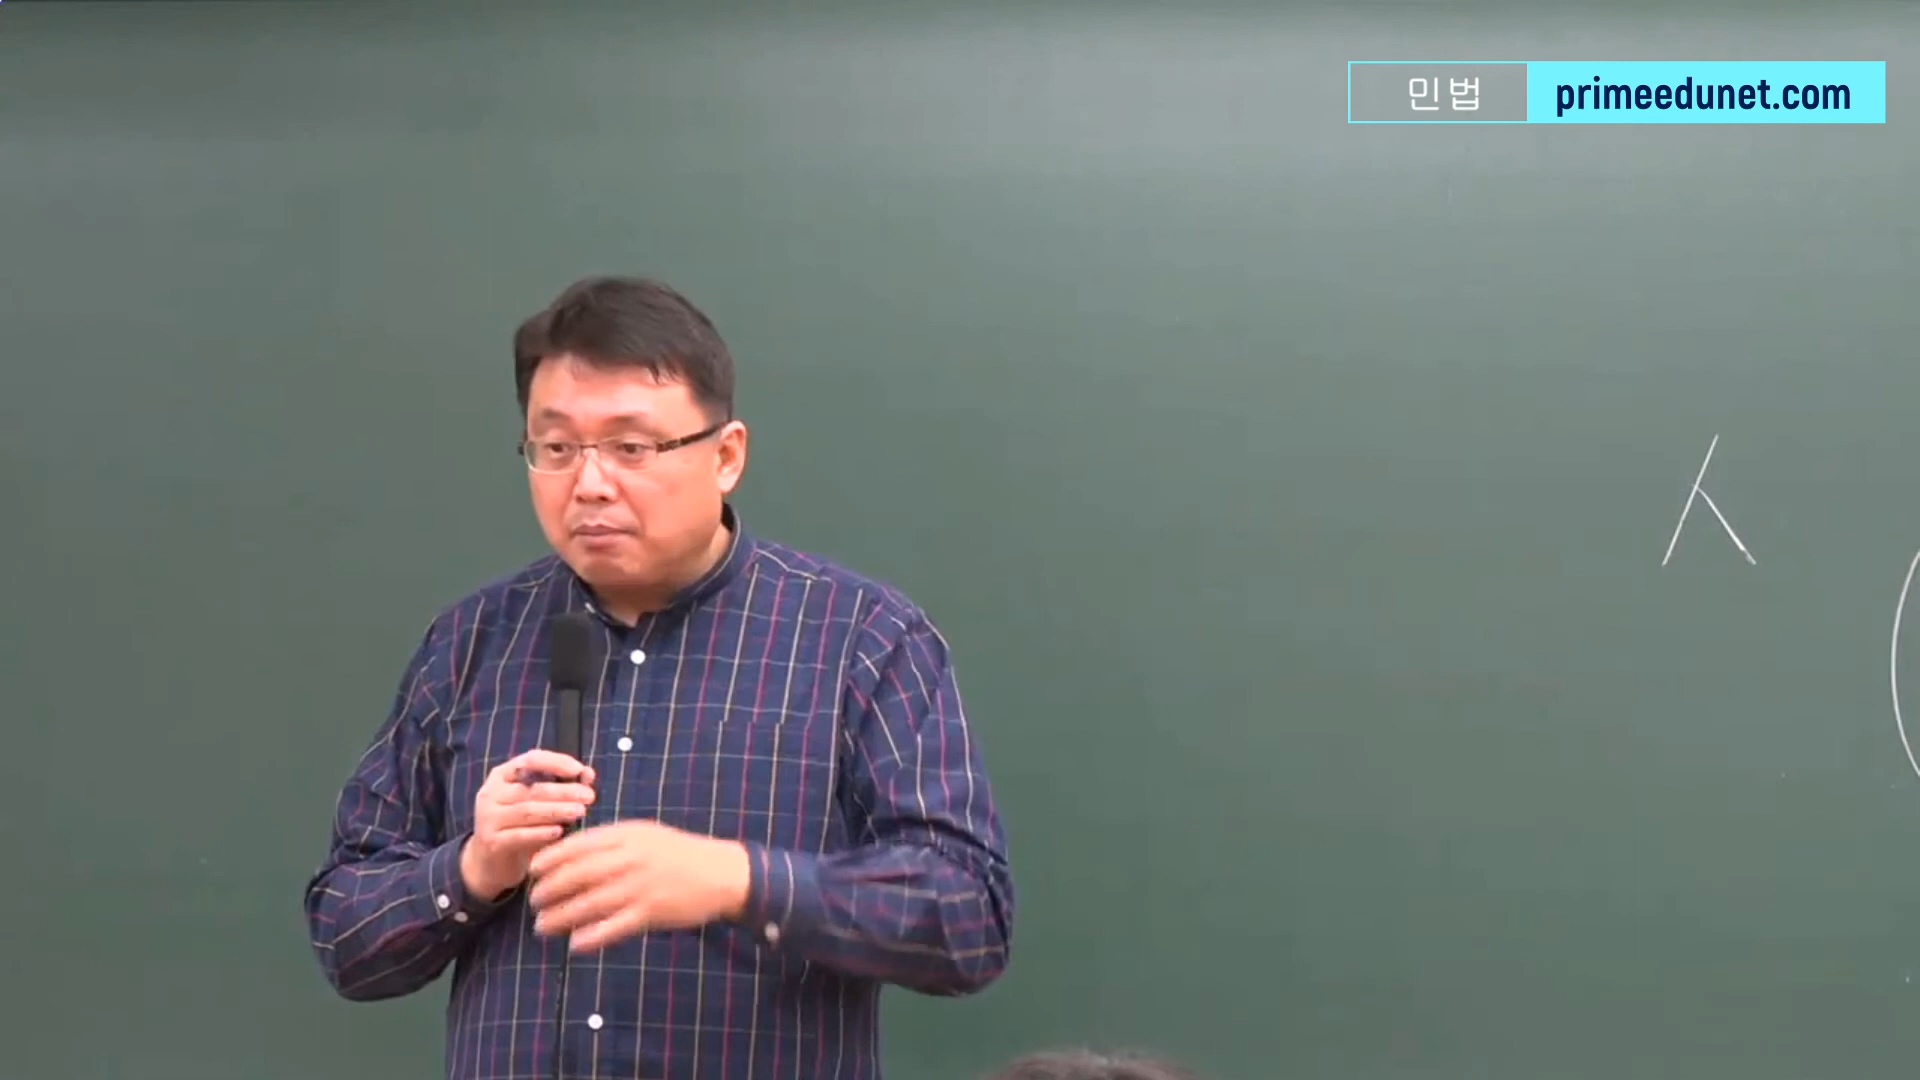 민법 primeedunet.com
人